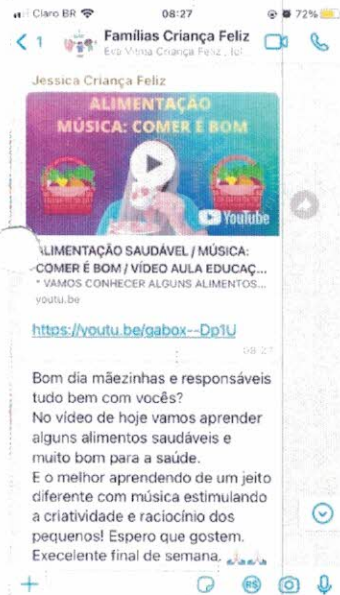 Claro BR
08:27
72%
1
Famílias Criança Feliz
Jessica Criança Feliz
ALIMENTAÇÃO
MÚSICA: COMER E BOM
YouTube
ALIMENTAÇÃO SAUDÁVEL / MÚSICA:
COMER É BOM / VÍDEO AULA EDUCAÇ...
* VAMOS CONHECER ALGUNS ALIMENTOS...
youtu.be
https://youtu.be/gabox--Dp1U
08:27
Bom dia mãezinhas e responsáveis
tudo bem com vocês?
No vídeo de hoje vamos aprender
alguns alimentos saudáveis e
muito bom para a saúde.
E o melhor aprendendo de um jeito
diferente com música estimulando
a criatividade e raciocínio dos
pequenos! Espero que gostem.
Execelente final de semana. 🙏🙏🙏
R$